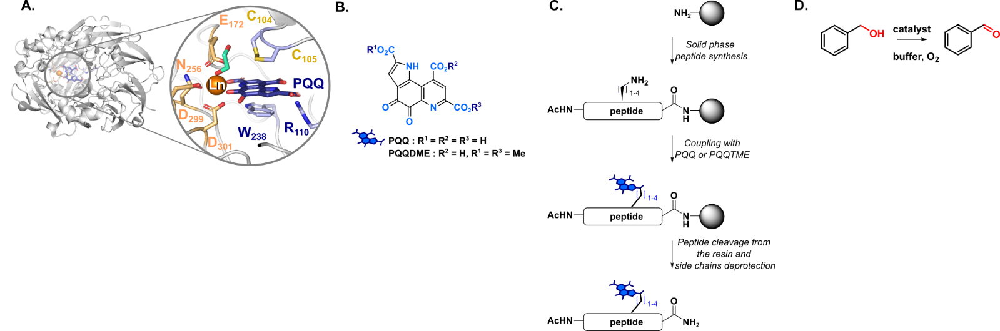 A.
E172
C104
C105
N256
Ln
PQQ
D299
D301
W238
R110
B.
R1O2C
NH
CO2R2
O
O
N
CO2R3
PQQ : R1 = R2 = R3 = H
PQQDME : R2 = H, R1 = R3 = Me
C.
NH2
Solid phase
peptide synthesis
NH2
1-4
AcHN
peptide
O
N
H
Coupling with
PQQ or PQQTME
1-4
AcHN
peptide
O
N
H
Peptide cleavage from
the resin and
side chains deprotection
1-4
AcHN
peptide
O
NH2
D.
OH
catalyst
buffer, O2
O